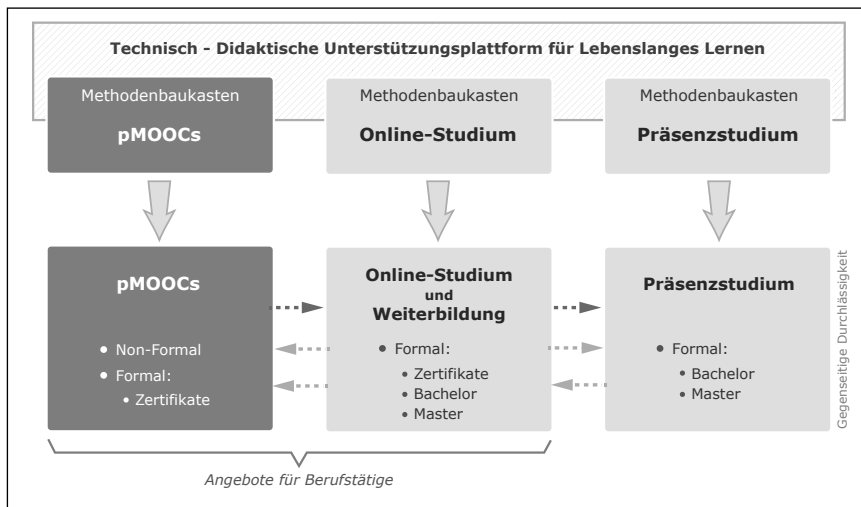 Technisch - Didaktische Unterstützungsplattform für Lebenslanges Lernen
Methodenbaukasten
pMOOCs
Methodenbaukasten
Online-Studium
Methodenbaukasten
Präsenzstudium
pMOOCs
• Non-Formal
• Formal:
• Zertifikate
Online-Studium
und
Weiterbildung
• Formal:
• Zertifikate
• Bachelor
• Master
Präsenzstudium
• Formal:
• Bachelor
• Master
Gegenseitige Durchlässigkeit
Angebote für Berufstätige